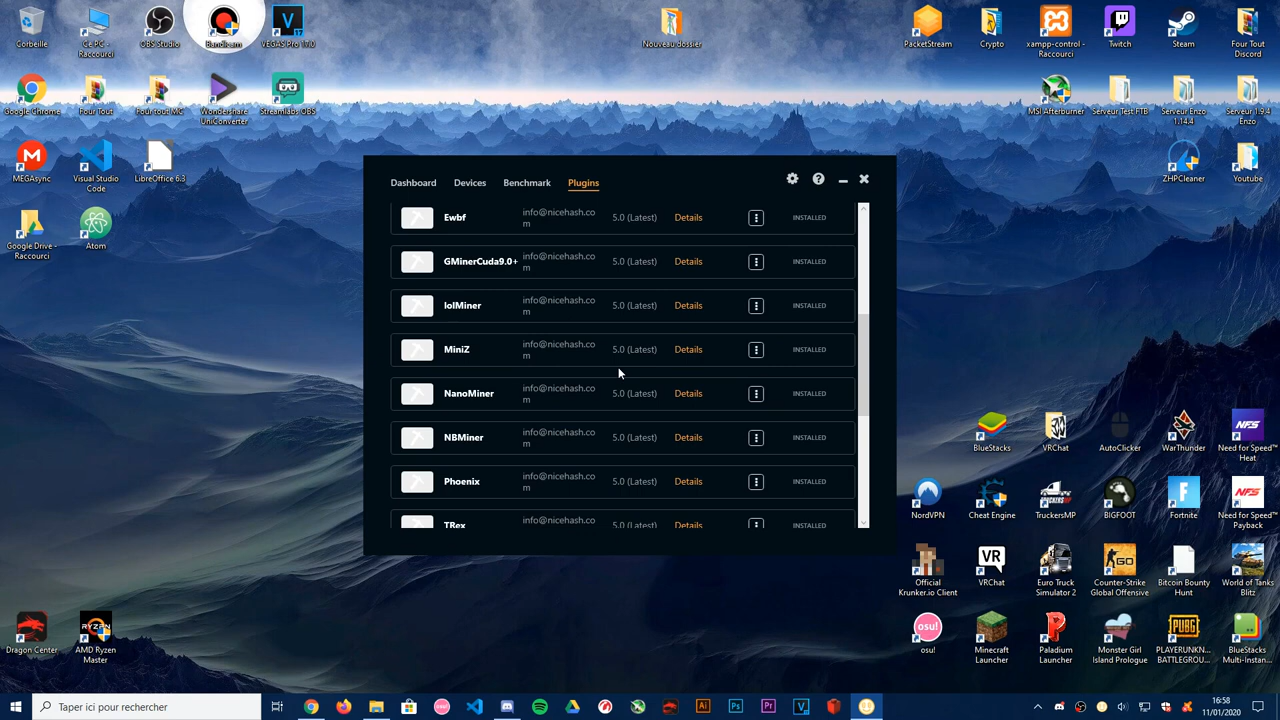 Corbeille
Ce PC -
Raccourci
OBS Studio
Bandicam
VEGAS Pro 17.0
Nouveau dossier
PacketStream
Crypto
xampp-control -
Raccourci
Twitch
Steam
Four Tout
Discord
Google Chrome
Four Tout
Four tout MC
Wondershare
UniConverter
Streamlabs OBS
MSI Afterburner
Serveur Test FTB
Serveur Enzo
1.14.4
Serveur 1.9.4
Enzo
MEGAsync
Visual Studio
Code
LibreOffice 6.3
ZHPCleaner
Youtube
Google Drive -
Raccourci
Atom
Dashboard
Devices
Benchmark
Plugins
Ewbf
info@nicehash.co
m
5.0 (Latest)
Details
INSTALLED
GMinerCuda9.0+
info@nicehash.co
m
5.0 (Latest)
Details
INSTALLED
lolMiner
info@nicehash.co
m
5.0 (Latest)
Details
INSTALLED
MiniZ
info@nicehash.co
m
5.0 (Latest)
Details
INSTALLED
NanoMiner
info@nicehash.co
m
5.0 (Latest)
Details
INSTALLED
NBMiner
info@nicehash.co
m
5.0 (Latest)
Details
INSTALLED
Phoenix
info@nicehash.co
m
5.0 (Latest)
Details
INSTALLED
TRex
info@nicehash.co
5.0 (Latest)
Details
INSTALLED
BlueStacks
VRChat
AutoClicker
WarThunder
Need for Speed™
Heat
NordVPN
Cheat Engine
TruckersMP
BIGFOOT
Fortnite
Need for Speed™
Payback
Official
Krunker.io Client
VR
VRChat
Euro Truck
Simulator 2
Counter-Strike
Global Offensive
Bitcoin Bounty
Hunt
World of Tanks
Blitz
Dragon Center
AMD Ryzen
Master
osu!
osu!
Minecraft
Launcher
Paladium
Launcher
Monster Girl
Island Prologue
PLAYERUNKN...
BATTLEGROU...
BlueStacks
Multi-Instan...
Taper ici pour rechercher
16:58
11/01/2020